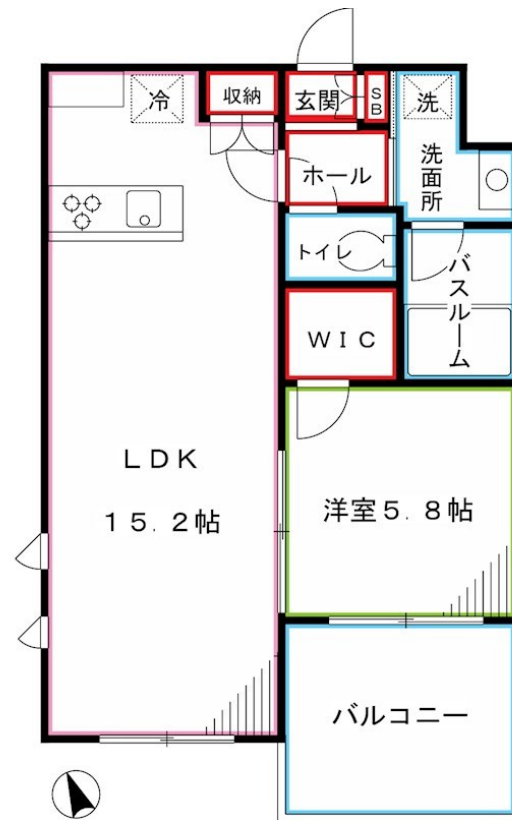 冷
収納
玄関
SB
洗
洗面所
ホール
トイレ
バスルーム
WIC
LDK
15.2帖
洋室5.8帖
バルコニー